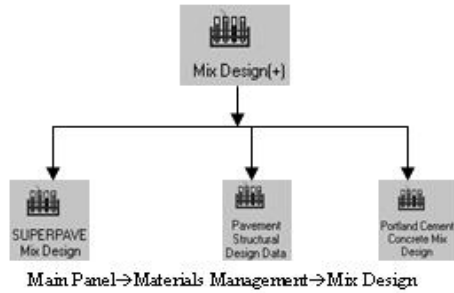 Mix Design(+)
SUPERPAVE
Mix Design
Pavement
Structural
Design Data
Portland Cement
Concrete Mix
Design
Main Panel→Materials Management→Mix Design